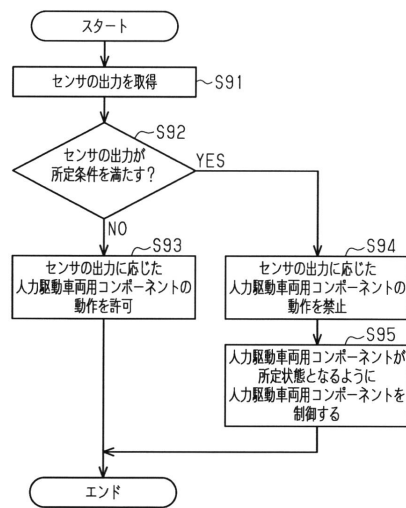 スタート
センサの出力を取得
S91
S92
センサの出力が
所定条件を満たす?
YES
NO
S93
センサの出力に応じた
人力駆動車両用コンポーネントの
動作を許可
S94
センサの出力に応じた
人力駆動車両用コンポーネントの
動作を禁止
S95
人力駆動車両用コンポーネントが
所定状態となるように
人力駆動車両用コンポーネントを
制御する
エンド